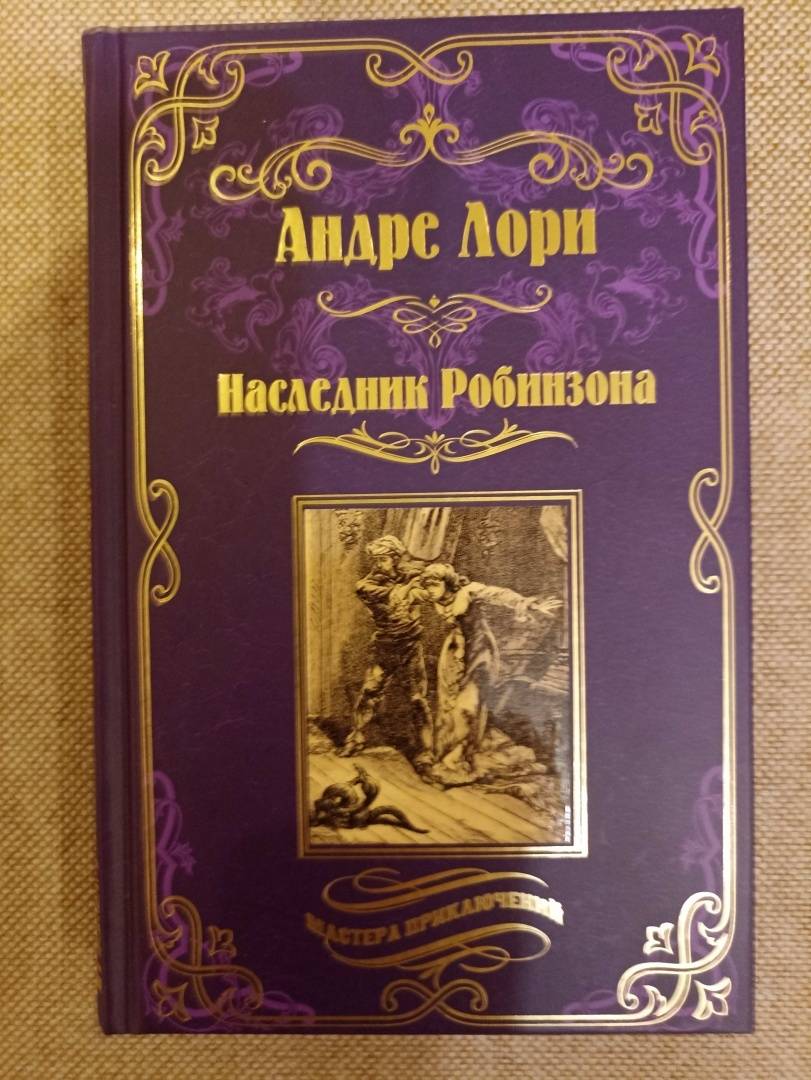 Андре Лори
Наследник Робинзона
МАСТЕРА ПРИКЛЮЧЕНИЙ